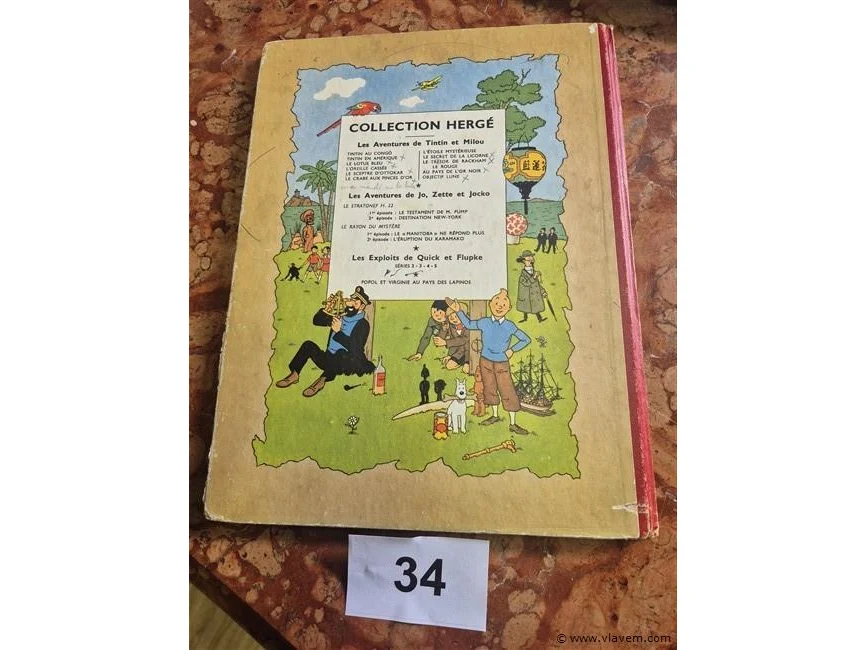 COLLECTION HERGÉ
Les Aventures de Tintin et Milou
TINTIN AU CONGO
TINTIN EN AMÉRIQUE
LE LOTUS BLEU
L'OREILLE CASSÉE
LE SCEPTRE D'OTTOKAR
LE CRABE AUX PINCES D'OR
L'ÉTOILE MYSTÉRIEUSE
LE SECRET DE LA LICORNE
LE TRÉSOR DE RACKHAM
LE ROUGE
AU PAYS DE L'OR NOIR
OBJECTIF LUNE
Les Aventures de Jo, Zette et Jocko
LE STRATONEF H. 22
1er épisode : LE TESTAMENT DE M. PUMP
2e épisode : DESTINATION NEW-YORK
LE RAYON DU MYSTÈRE
1er épisode : LE « MANITOBA » NE RÉPOND PLUS
2e épisode : L'ÉRUPTION DU KARAMAKO
Les Exploits de Quick et Flupke
SÉRIES 2 - 3 - 4 - 5
POPOL ET VIRGINIE AU PAYS DES LAPINOS
34
© www.vlavem.com